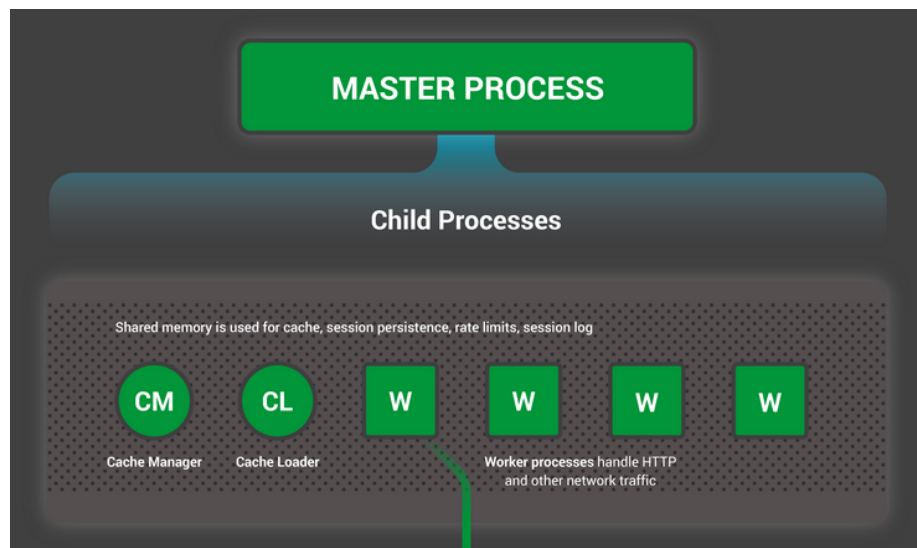 MASTER PROCESS
Child Processes
Shared memory is used for cache, session persistence, rate limits, session log
CM
CL
W
W
W
W
Cache Manager
Cache Loader
Worker processes handle HTTP
and other network traffic